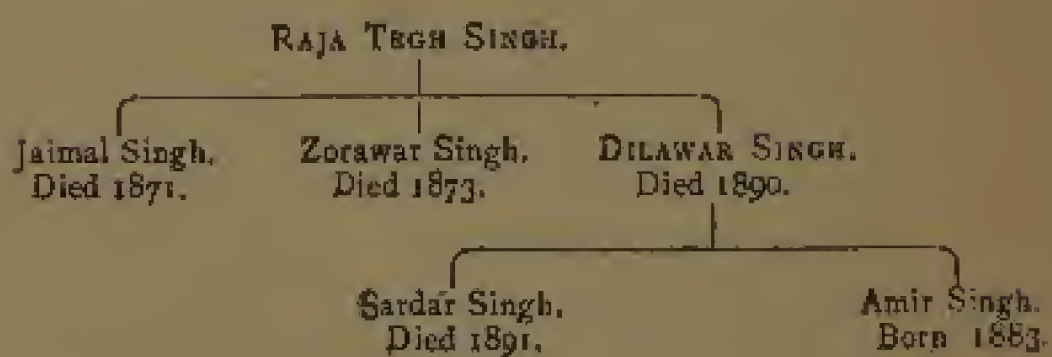 RAJA TEGH SINGH.
Jaimal Singh. Zorawar Singh. DILAWAR SINGH.
Died 1871. Died 1873. Died 1890.
Sardár Singh. Amir Singh.
Died 1891. Born 1883.